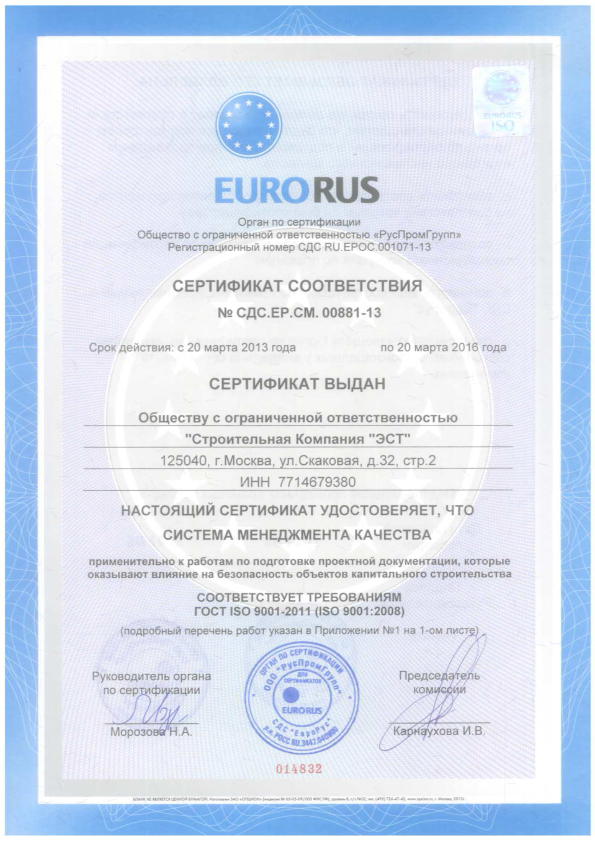 EURORUS
ISO
EURORUS
Орган по сертификации
Общество с ограниченной ответственностью «РусПромГрупп»
Регистрационный номер СДС RU.EPOC.001071-13
СЕРТИФИКАТ СООТВЕТСТВИЯ
№ СДС.ЕР.СМ. 00881-13
Срок действия: с 20 марта 2013 года по 20 марта 2016 года
СЕРТИФИКАТ ВЫДАН
Обществу с ограниченной ответственностью
"Строительная Компания "ЭСТ"
125040, г.Москва, ул.Скаковая, д.32, стр.2
ИНН 7714679380
НАСТОЯЩИЙ СЕРТИФИКАТ УДОСТОВЕРЯЕТ, ЧТО
СИСТЕМА МЕНЕДЖМЕНТА КАЧЕСТВА
применительно к работам по подготовке проектной документации, которые
оказывают влияние на безопасность объектов капитального строительства
СООТВЕТСТВУЕТ ТРЕБОВАНИЯМ
ГОСТ ISO 9001-2011 (ISO 9001:2008)
(подробный перечень работ указан в Приложении №1 на 1-ом листе)
Руководитель органа
по сертификации
Морозова Н.А.
ОРГАН ПО СЕРТИФИКАЦИИ
ООО "РусПромГрупп"
ДЛЯ
СЕРТИФИКАТОВ
EURORUS
СДС "ЕвроРус"
Председатель
комиссии
Карнаухова И.В.
014832